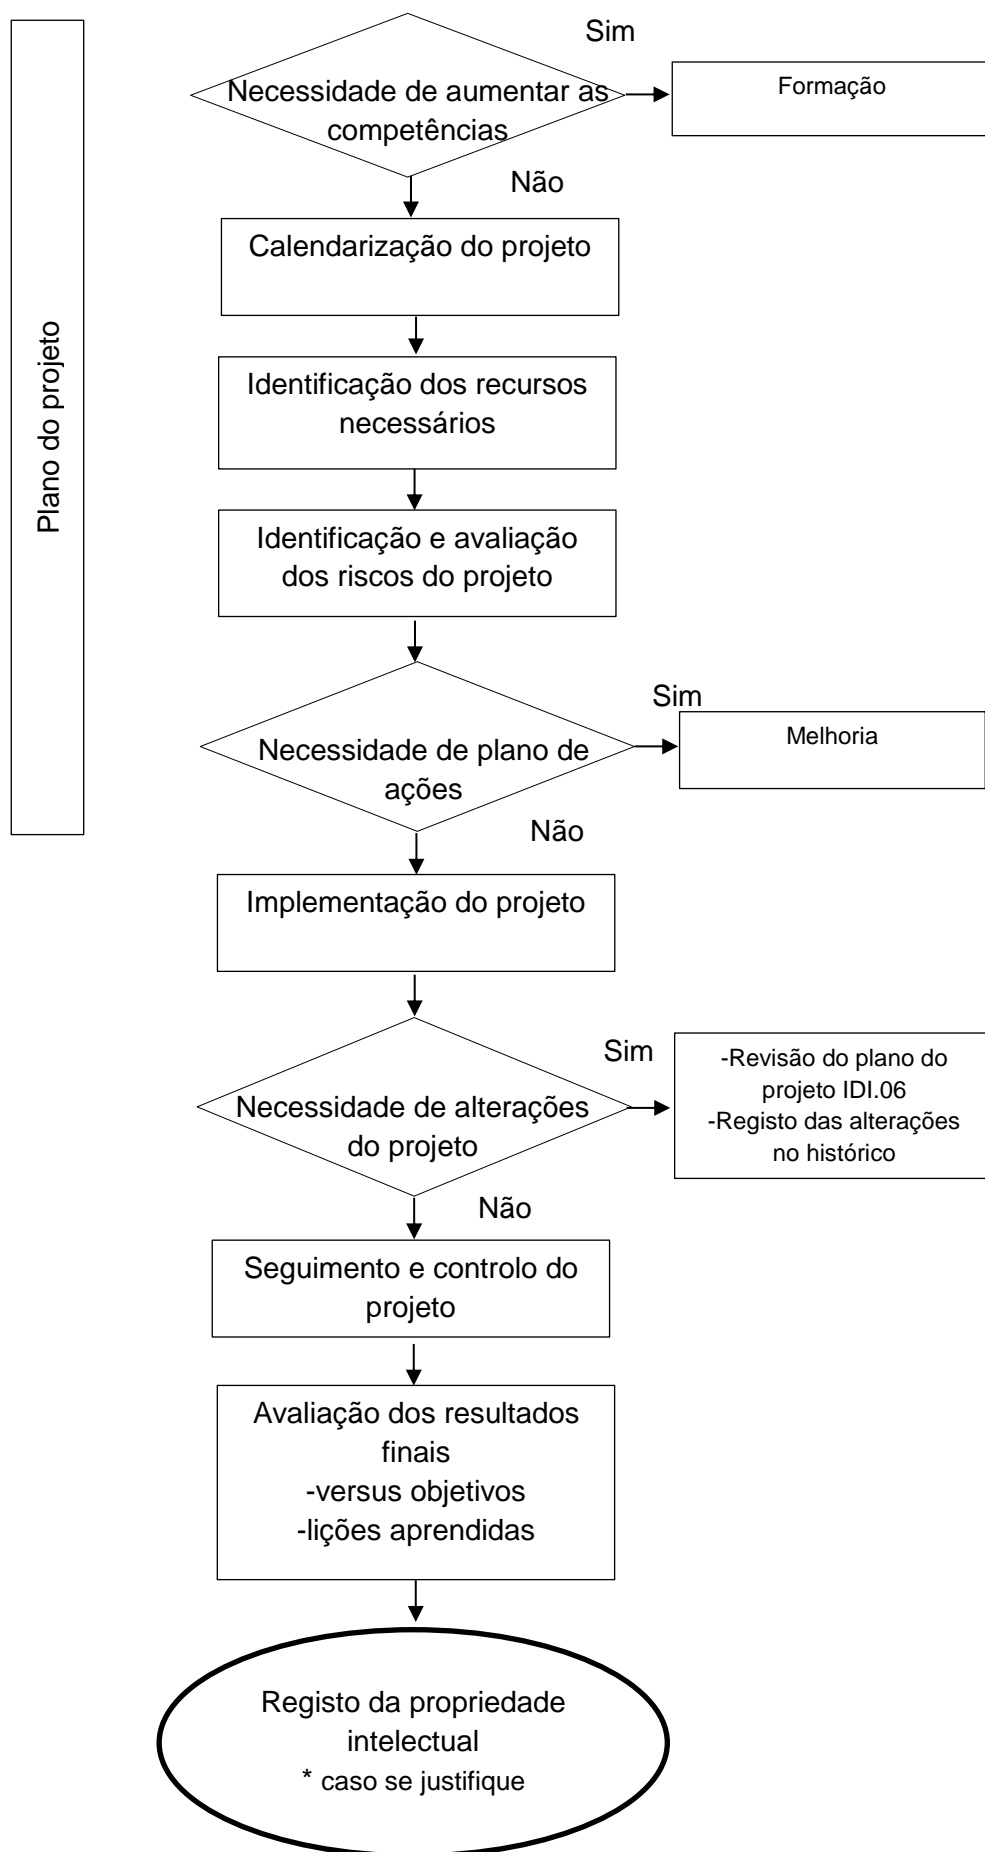 Plano do projeto
Sim
Necessidade de aumentar as
competências
Formação
Não
Calendarização do projeto
Identificação dos recursos
necessários
Identificação e avaliação
dos riscos do projeto
Sim
Necessidade de plano de
ações
Melhoria
Não
Implementação do projeto
Sim
Necessidade de alterações
do projeto
-Revisão do plano do
projeto IDI.06
-Registo das alterações
no histórico
Não
Seguimento e controlo do
projeto
Avaliação dos resultados
finais
-versus objetivos
-lições aprendidas
Registo da propriedade
intelectual
* caso se justifique